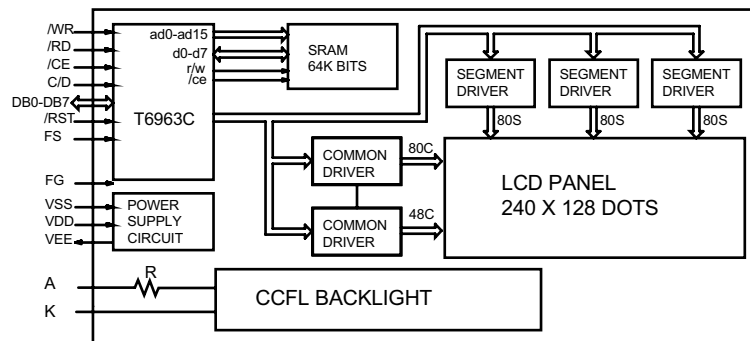 /WR
/RD
/CE
C/D
DB0-DB7
/RST
FS
FG
VSS
VDD
VEE
A
K
ad0-ad15
d0-d7
r/w
/ce
T6963C
SRAM
64K BITS
SEGMENT
DRIVER
SEGMENT
DRIVER
SEGMENT
DRIVER
80S
80S
80S
COMMON
DRIVER
80C
COMMON
DRIVER
48C
LCD PANEL
240 X 128 DOTS
POWER
SUPPLY
CIRCUIT
R
CCFL BACKLIGHT